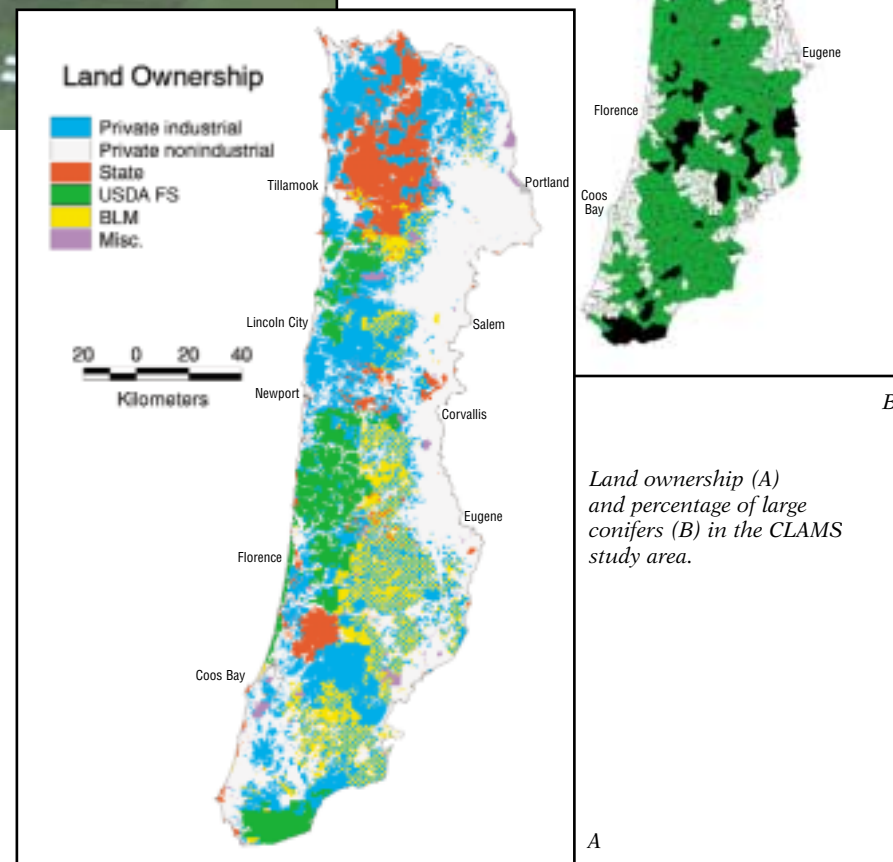 Land Ownership
Private industrial
Private nonindustrial
State
USDA FS
BLM
Misc.
20 0 20 40
Kilometers
Tillamook
Portland
Lincoln City
Salem
Newport
Corvallis
Eugene
Florence
Coos Bay
A
Eugene
Florence
Coos
Bay
B
Land ownership (A)
and percentage of large
conifers (B) in the CLAMS
study area.